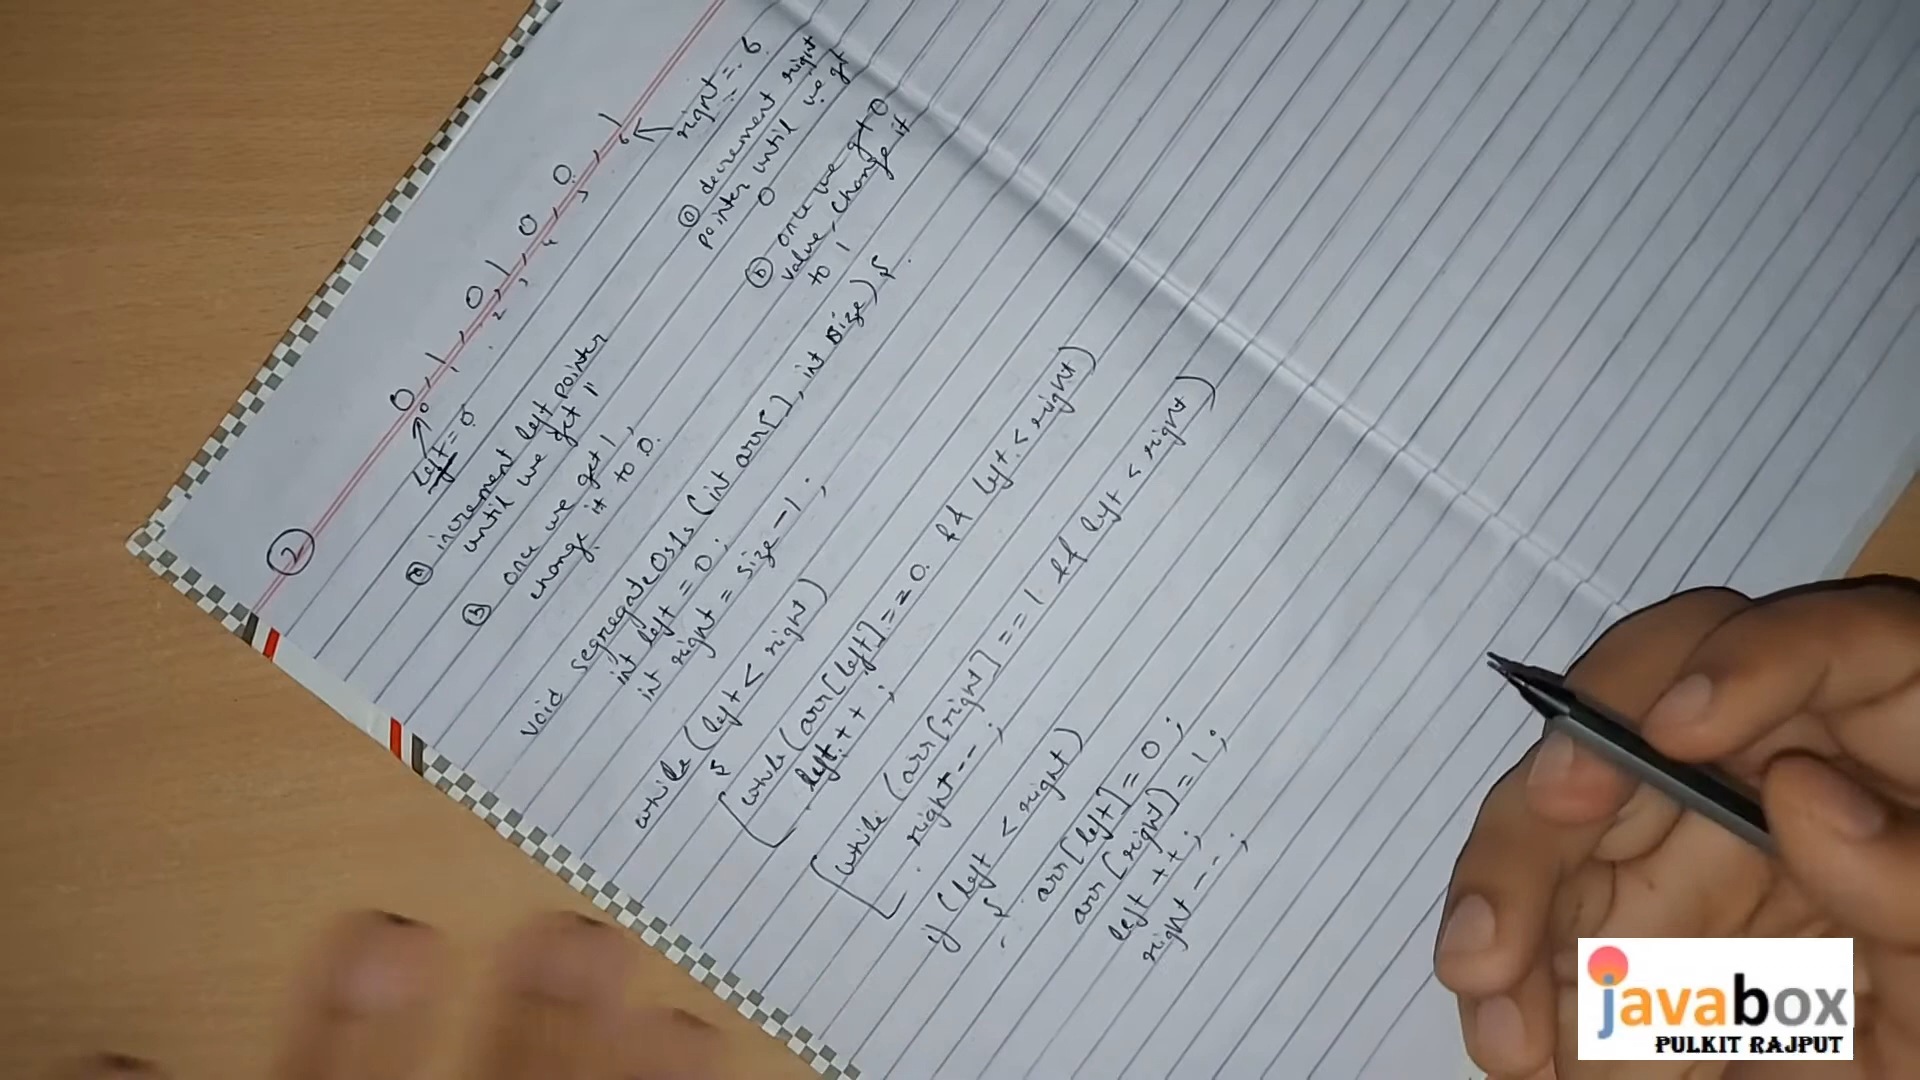 ②
0, 1, 0, 1, 0, 0, 1
0 1 2 3 4 5 6
left = 0
right = 6
ⓐ increment left pointer
until we get 1
ⓑ once we get 1,
change it to 0.
ⓐ decrement right
pointer until we get
0
ⓑ once we get 0
value, change it
to 1
void segregate0s1s (int arr[], int size) {
int left = 0;
int right = size - 1;
while (left < right)
{
while (arr[left] == 0 && left < right)
left++;
while (arr[right] == 1 && left < right)
right--;
if (left < right)
{
arr[left] = 0;
arr[right] = 1;
left++;
right--;
javabox
PULKIT RAJPUT